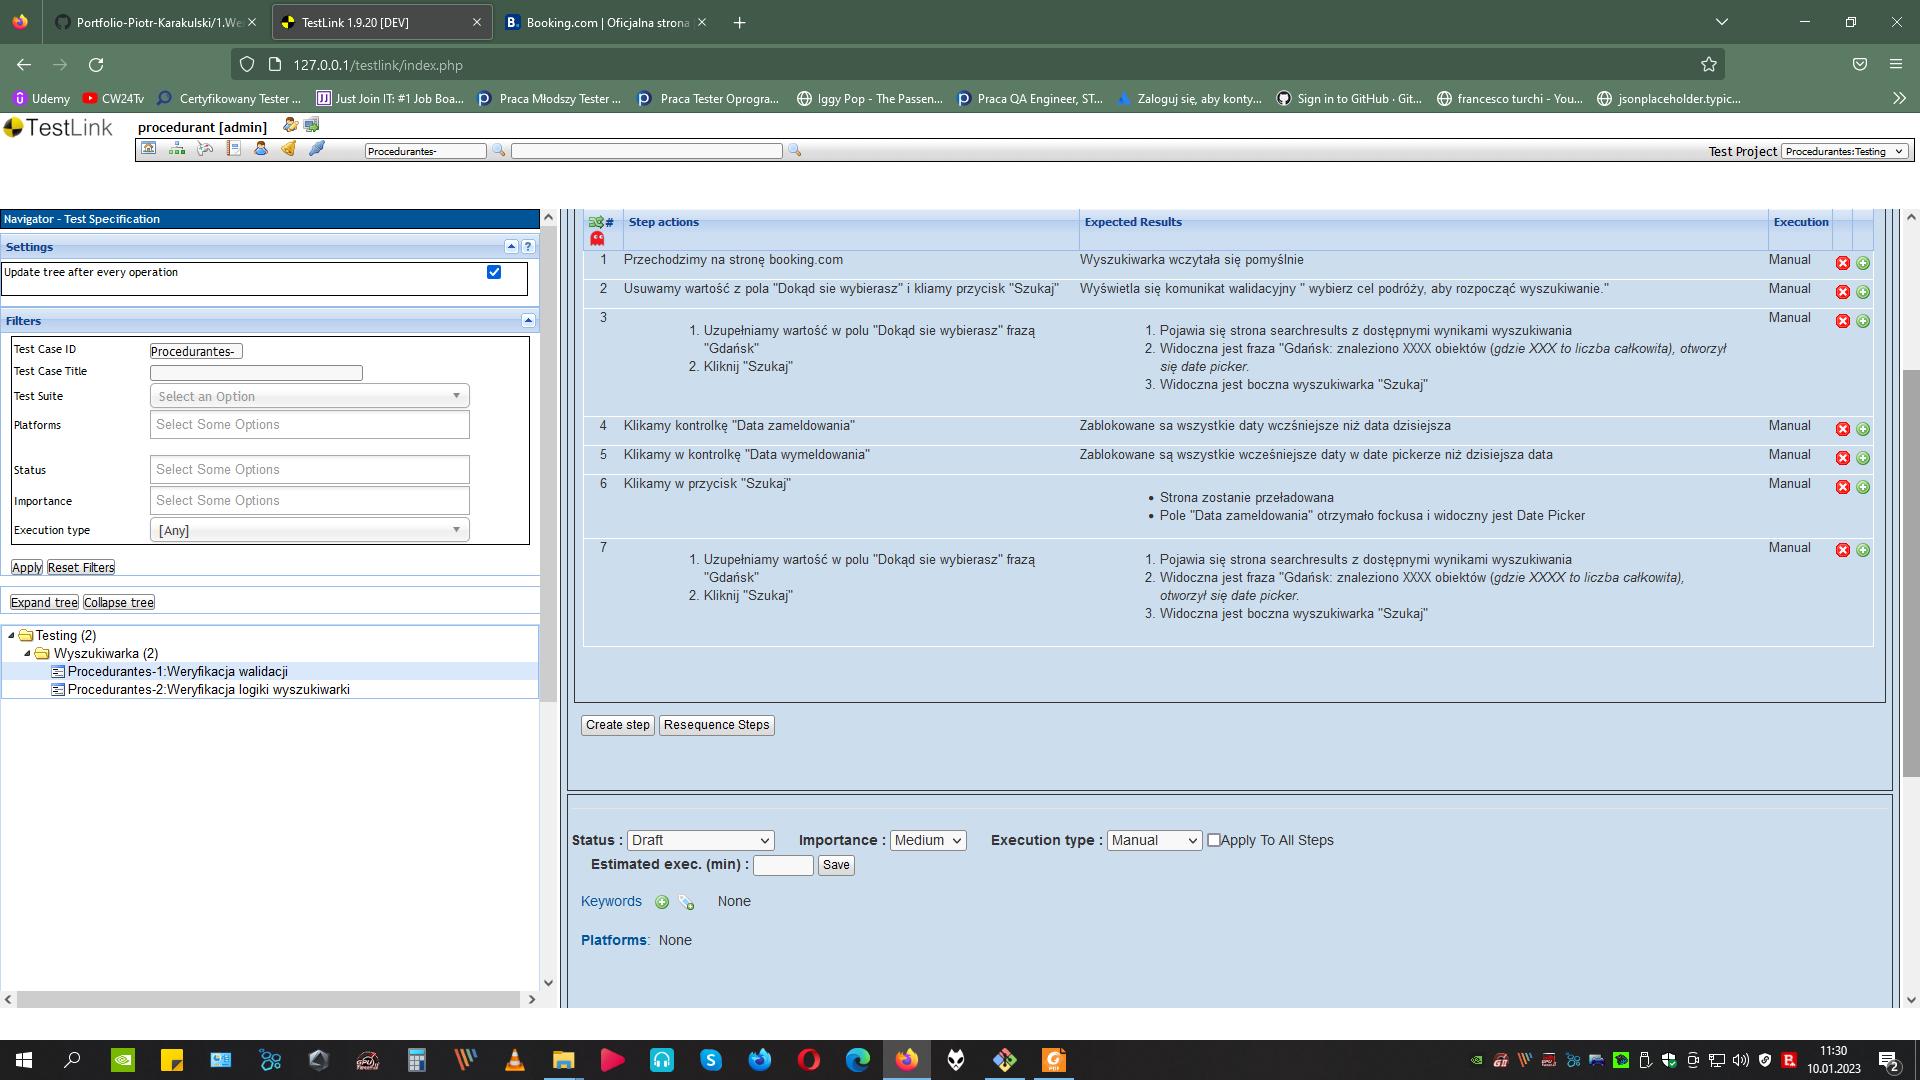 Portfolio-Piotr-Karakulski/1.We
TestLink 1.9.20 [DEV]
Booking.com | Oficjalna strona
127.0.0.1/testlink/index.php
Udemy
CW24Tv
Certyfikowany Tester ...
Just Join IT: #1 Job Boa...
Praca Młodszy Tester ...
Praca Tester Oprogra...
Iggy Pop - The Passen...
Praca QA Engineer, ST...
Zaloguj się, aby konty...
Sign in to GitHub · Git...
francesco turchi - You...
jsonplaceholder.typic...
TestLink
procedurant [admin]
Procedurantes-
Test Project
Procedurantes:Testing
Navigator - Test Specification
Settings
Update tree after every operation
Filters
Test Case ID
Procedurantes-
Test Case Title
Test Suite
Select an Option
Platforms
Select Some Options
Status
Select Some Options
Importance
Select Some Options
Execution type
[Any]
Apply
Reset Filters
Expand tree
Collapse tree
Testing (2)
Wyszukiwarka (2)
Procedurantes-1:Weryfikacja walidacji
Procedurantes-2:Weryfikacja logiki wyszukiwarki
# Step actions Expected Results Execution
1 Przechodzimy na stronę booking.com Wyszukiwarka wczytała się pomyślnie Manual
2 Usuwamy wartość z pola "Dokąd sie wybierasz" i kliamy przycisk "Szukaj" Wyświetla się komunikat walidacyjny " wybierz cel podróży, aby rozpocząć wyszukiwanie." Manual
3 Manual
1. Uzupełniamy wartość w polu "Dokąd sie wybierasz" frazą
"Gdańsk"
2. Kliknij "Szukaj"
1. Pojawia się strona searchresults z dostępnymi wynikami wyszukiwania
2. Widoczna jest fraza "Gdańsk: znaleziono XXXX obiektów (gdzie XXX to liczba całkowita), otworzył
się date picker.
3. Widoczna jest boczna wyszukiwarka "Szukaj"
4 Klikamy kontrolkę "Data zameldowania" Zablokowane sa wszystkie daty wcześniejsze niż data dzisiejsza Manual
5 Klikamy w kontrolkę "Data wymeldowania" Zablokowane są wszystkie wcześniejsze daty w date pickerze niż dzisiejsza data Manual
6 Klikamy w przycisk "Szukaj" Manual
• Strona zostanie przeładowana
• Pole "Data zameldowania" otrzymało fockusa i widoczny jest Date Picker
7 Manual
1. Uzupełniamy wartość w polu "Dokąd sie wybierasz" frazą
"Gdańsk"
2. Kliknij "Szukaj"
1. Pojawia się strona searchresults z dostępnymi wynikami wyszukiwania
2. Widoczna jest fraza "Gdańsk: znaleziono XXXX obiektów (gdzie XXXX to liczba całkowita),
otworzył się date picker.
3. Widoczna jest boczna wyszukiwarka "Szukaj"
Create step
Resequence Steps
Status : Draft Importance : Medium Execution type : Manual Apply To All Steps
Estimated exec. (min) : Save
Keywords None
Platforms: None
11:30
10.01.2023
2